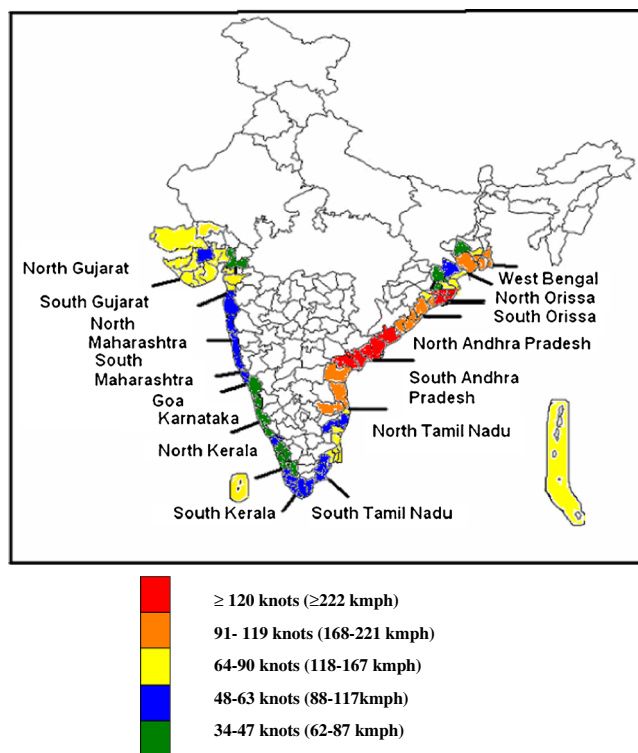 North Gujarat
South Gujarat
North
Maharashtra
South
Maharashtra
Goa
Karnataka
North Kerala
South Kerala
South Tamil Nadu
West Bengal
North Orissa
South Orissa
North Andhra Pradesh
South Andhra
Pradesh
North Tamil Nadu
≥ 120 knots (≥222 kmph)
91- 119 knots (168-221 kmph)
64-90 knots (118-167 kmph)
48-63 knots (88-117kmph)
34-47 knots (62-87 kmph)